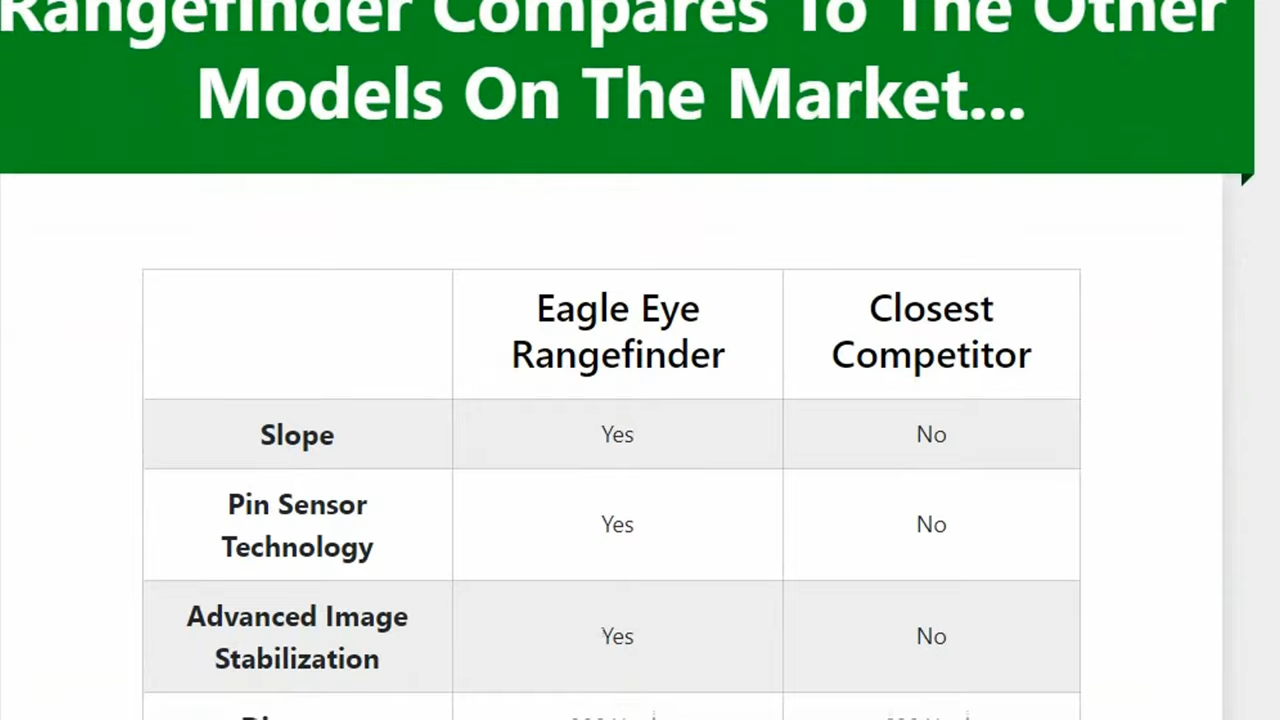 Rangefinder Compares To The Other
Models On The Market...
Eagle Eye
Rangefinder
Closest
Competitor
Slope
Yes
No
Pin Sensor
Technology
Yes
No
Advanced Image
Stabilization
Yes
No